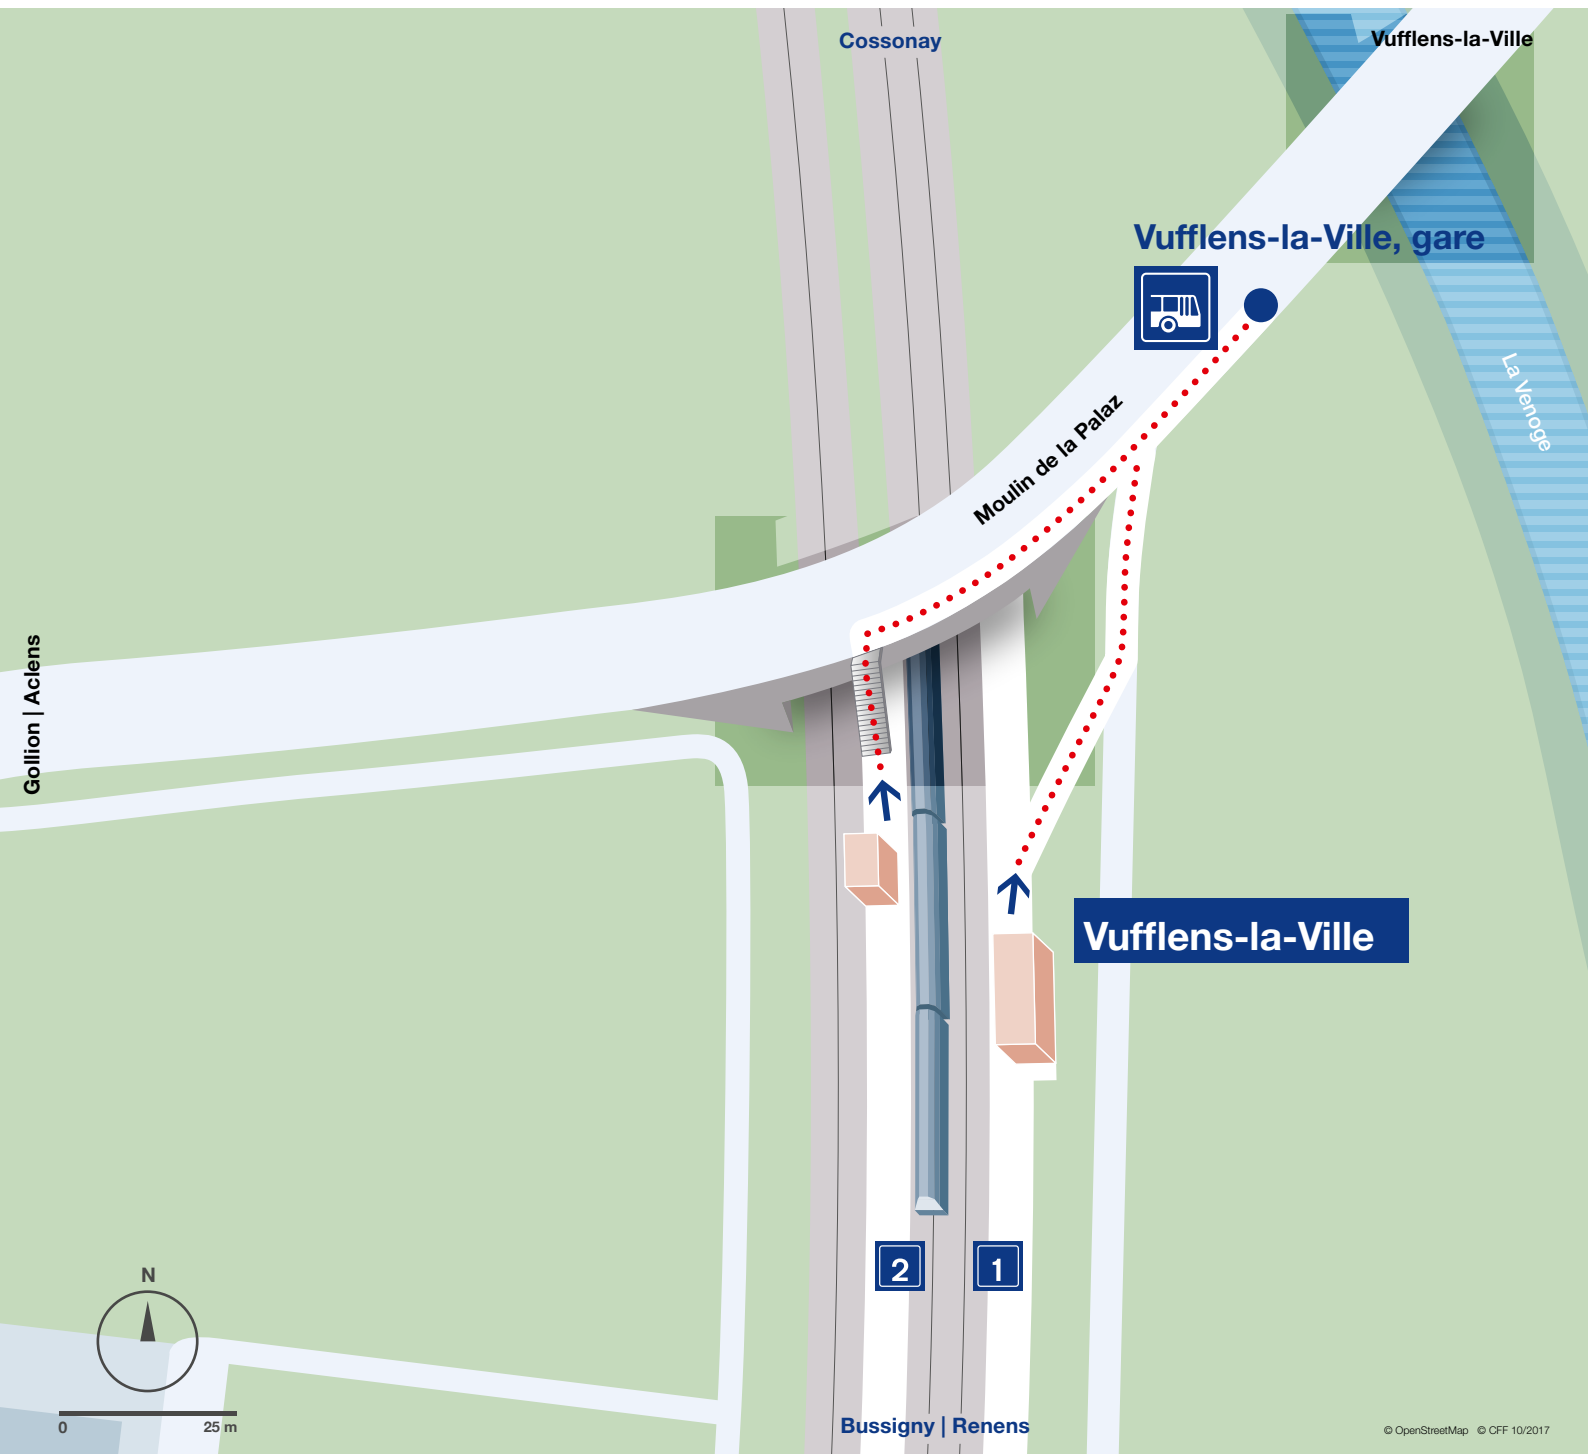 Cossonay
Vufflens-la-Ville
Vufflens-la-Ville, gare
La Venoge
Moulin de la Palaz
Gollion | Aclens
Vufflens-la-Ville
2
1
N
0
25 m
Bussigny | Renens
© OpenStreetMap © CFF 10/2017